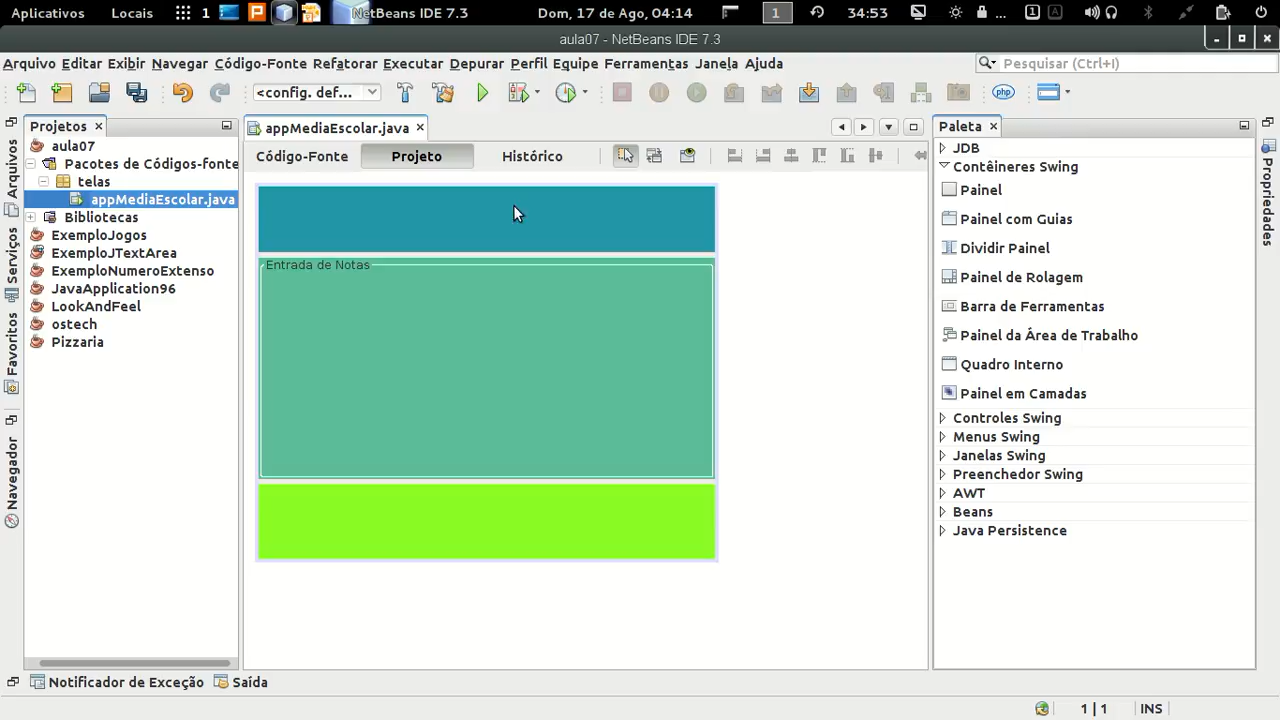 Aplicativos Locais 1 NetBeans IDE 7.3 Dom, 17 de Ago, 04:14 1 34:53 ... 1 A
aula07 - NetBeans IDE 7.3
Arquivo Editar Exibir Navegar Código-Fonte Refatorar Executar Depurar Perfil Equipe Ferramentas Janela Ajuda Pesquisar (Ctrl+I)
<config. def... php
Projetos
aula07
Pacotes de Códigos-fonte
telas
appMediaEscolar.java
Bibliotecas
ExemploJogos
ExemploJTextArea
ExemploNumeroExtenso
JavaApplication96
LookAndFeel
ostech
Pizzaria
Arquivos
Serviços
Favoritos
Navegador
appMediaEscolar.java
Código-Fonte Projeto Histórico
Entrada de Notas
Paleta
JDB
Contêineres Swing
Painel
Painel com Guias
Dividir Painel
Painel de Rolagem
Barra de Ferramentas
Painel da Área de Trabalho
Quadro Interno
Painel em Camadas
Controles Swing
Menus Swing
Janelas Swing
Preenchedor Swing
AWT
Beans
Java Persistence
Propriedades
Notificador de Exceção Saída
1 | 1 INS